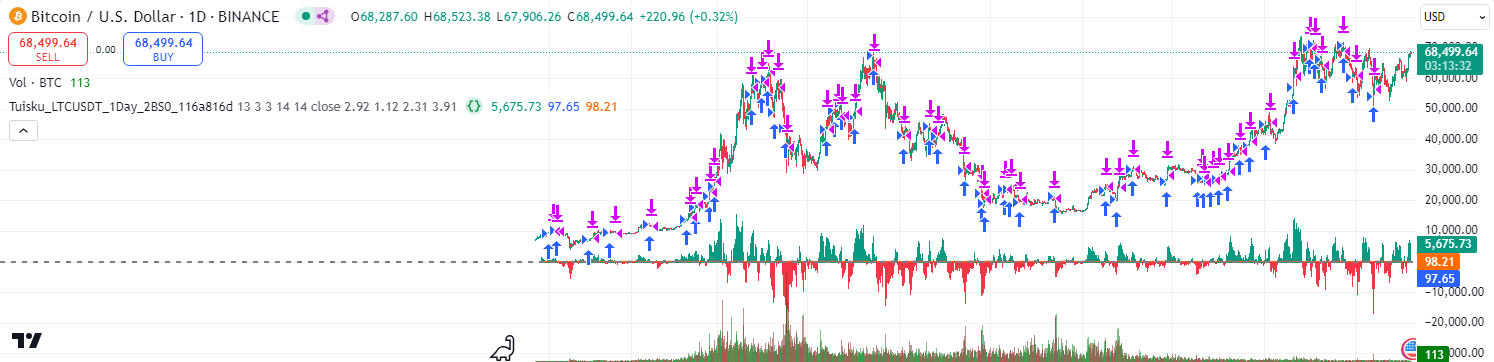 Bitcoin / U.S. Dollar · 1D · BINANCE
O68,287.60 H68,523.38 L67,906.26 C68,499.64 +220.96 (+0.32%)
USD
68,499.64
SELL
0.00
68,499.64
BUY
68,499.64
03:13:32
Vol · BTC 113
60,000.00
Tuisku_LTCUSDT_1Day_2BS0_116a816d 13 3 3 14 14 close 2.92 1.12 2.31 3.91 {} 5,675.73 97.65 98.21
50,000.00
40,000.00
30,000.00
20,000.00
10,000.00
5,675.73
98.21
97.65
−10,000.00
−20,000.00
113